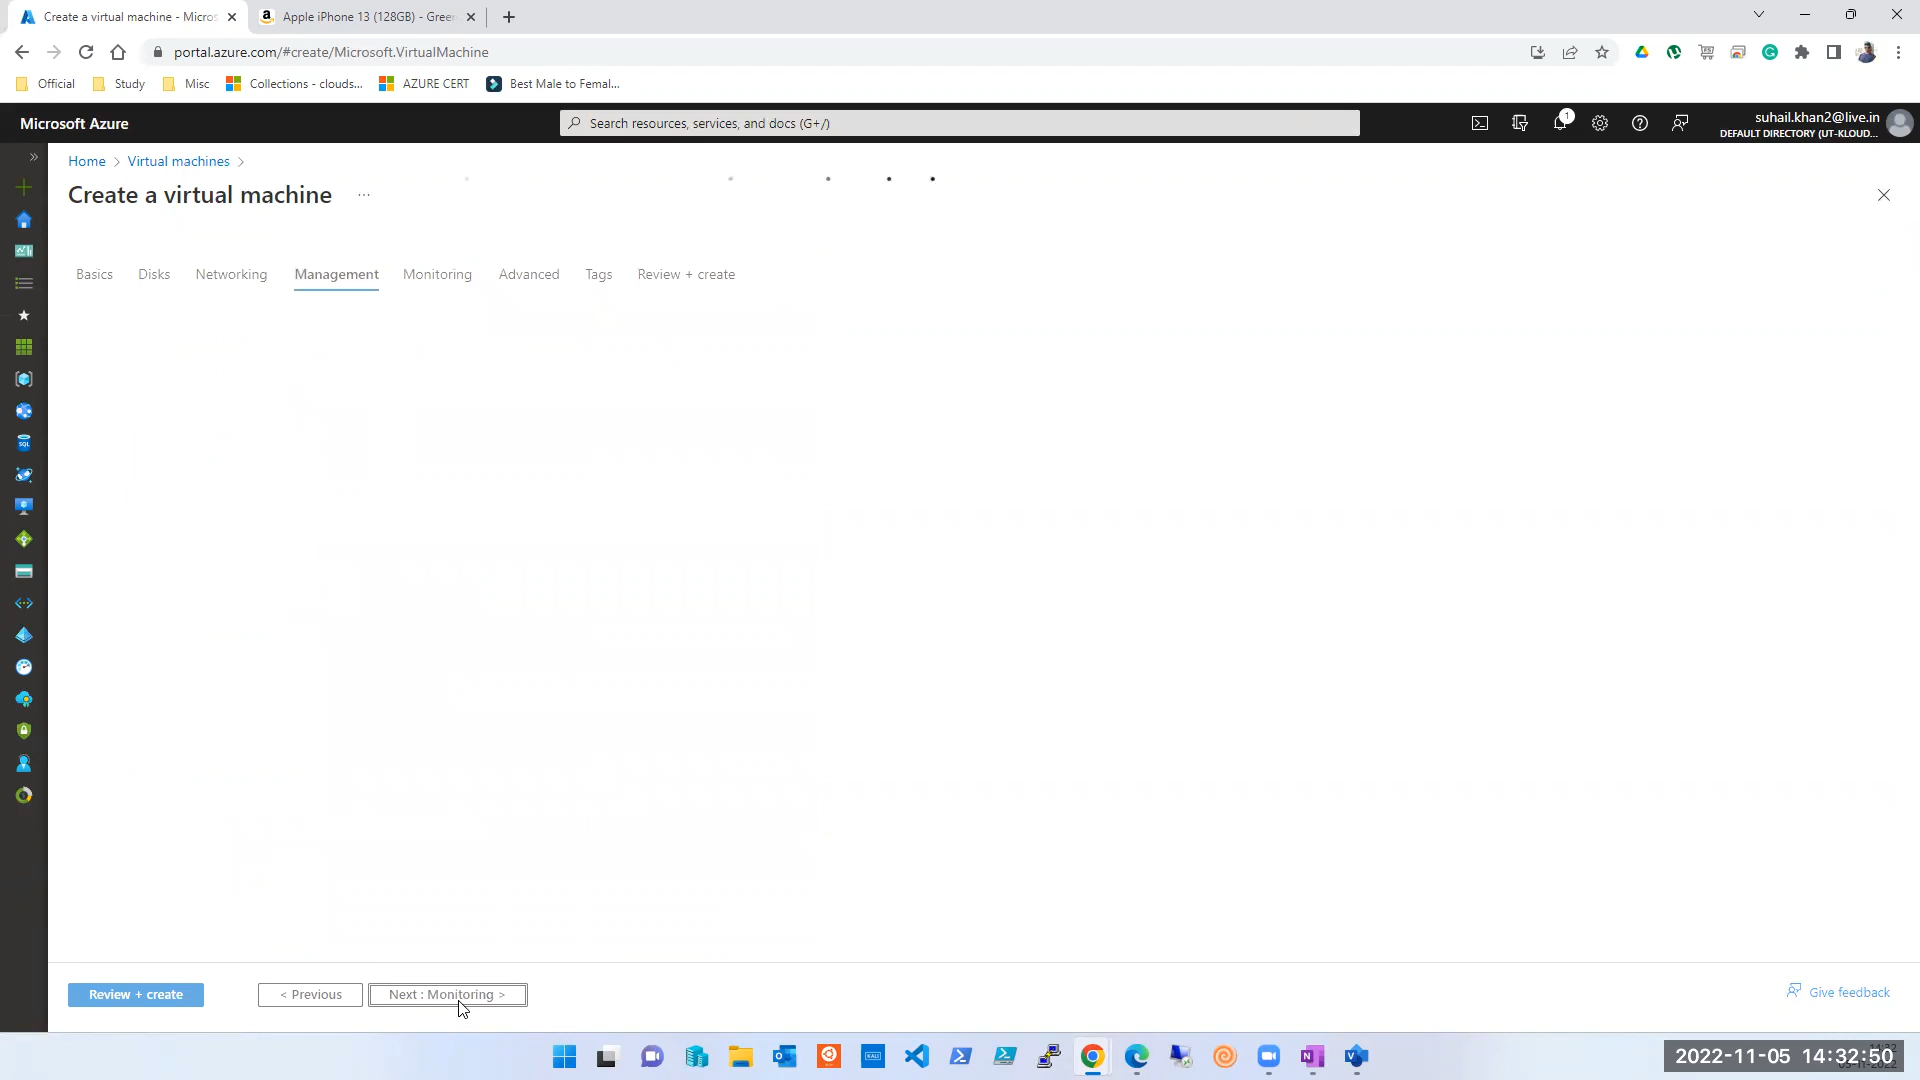 Create a virtual machine - Micros
Apple iPhone 13 (128GB) - Green
portal.azure.com/#create/Microsoft.VirtualMachine
Official
Study
Misc
Collections - clouds...
AZURE CERT
Best Male to Femal...
Microsoft Azure
Search resources, services, and docs (G+/)
1
suhail.khan2@live.in
DEFAULT DIRECTORY (UT-KLOUD...
Home > Virtual machines >
Create a virtual machine ...
Basics
Disks
Networking
Management
Monitoring
Advanced
Tags
Review + create
Review + create
< Previous
Next : Monitoring >
Give feedback
2022-11-05 14:32:50